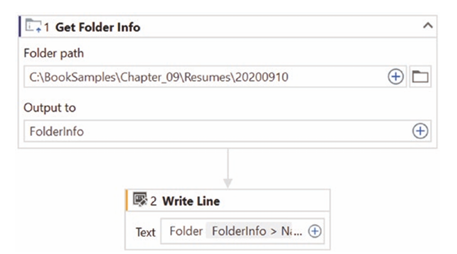 1 Get Folder Info
Folder path
C:\BookSamples\Chapter_09\Resumes\20200910
Output to
FolderInfo
2 Write Line
Text Folder FolderInfo > Na...